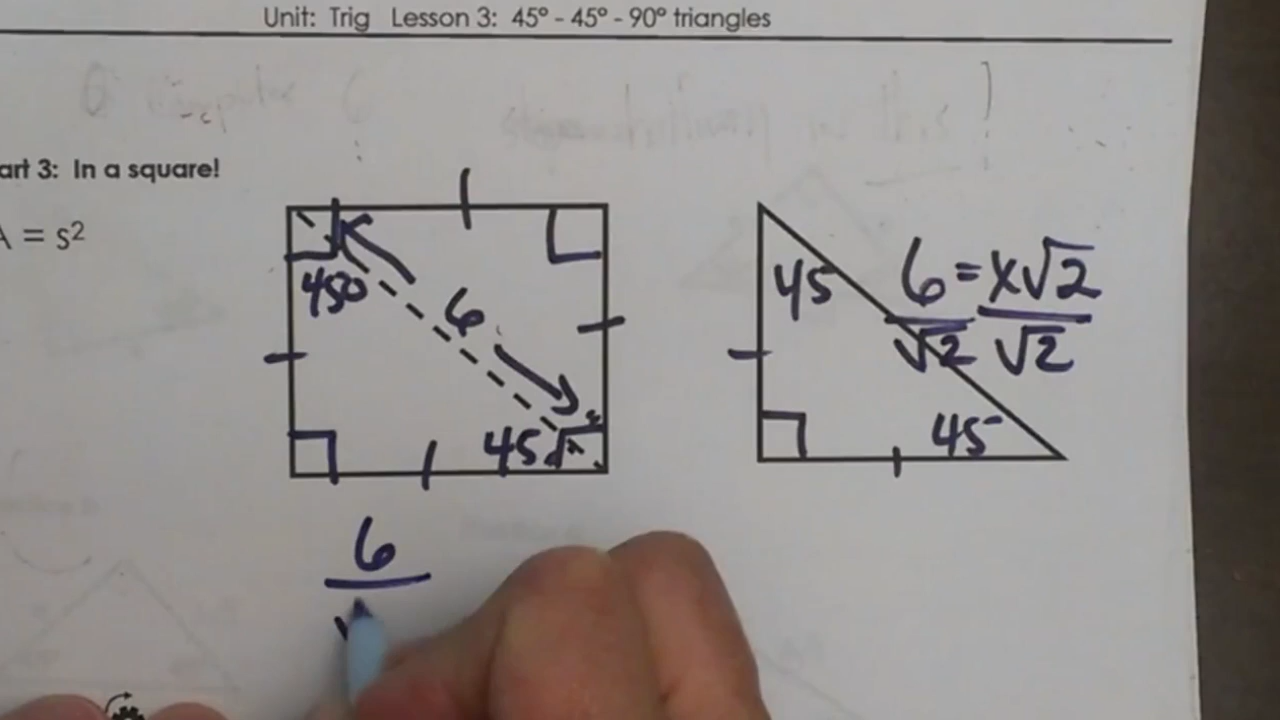 Unit: Trig Lesson 3: 45° - 45° - 90° triangles
art 3: In a square!
= s²
45°
6
45
45
6 = x√2
√2 √2
45
6